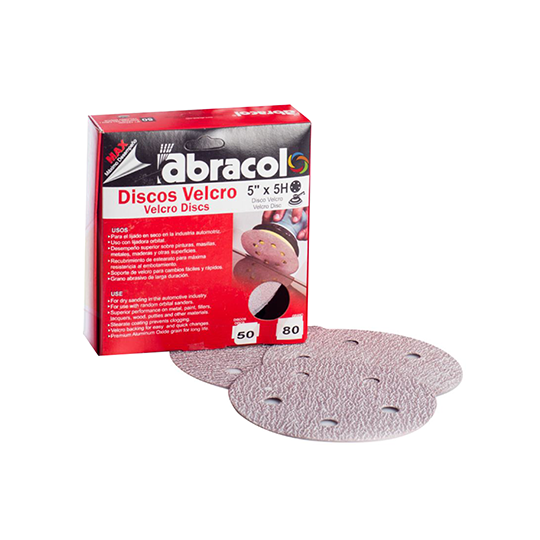 80
MAX
Máximo Desempeño
abracol
Discos Velcro
Velcro Discs
5" x 5H
Disco Velcro
Velcro Disc
USOS
• Para el lijado en seco en la industria automotriz.
• Uso con lijadora orbital.
• Desempeño superior sobre pinturas, masillas,
metales, maderas y otras superficies.
• Recubrimiento de estearato para máxima
resistencia al embotamiento.
• Soporte de velcro para cambios fáciles y rápidos.
• Grano abrasivo de larga duración.
USE
• For dry sanding in the automotive industry.
• For use with random orbital sanders.
• Superior performance on metal, paint, fillers,
lacquers, wood, putties and other materials.
• Stearate coating prevents clogging.
• Velcro backing for easy and quick changes.
• Premium Aluminum Oxide grain for long life.
50
80